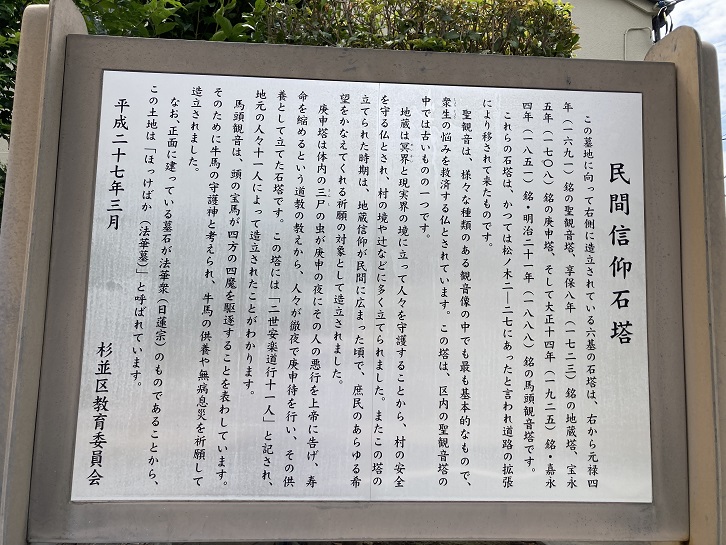 民間信仰石塔
この墓地に向って右側に造立されている六基の石塔は、右から元禄四
年(一六九一)銘の聖観音塔、享保八年(一七二三)銘の地蔵塔、宝永
五年(一七〇八)銘の庚申塔、そして大正十四年(一九二五)銘・嘉永
四年(一八五一)銘・明治二十一年(一八八八)銘の馬頭観音塔です。
これらの石塔は、かつては松ノ木二―二七にあったと言われ道路の拡張
により移されて来たものです。
聖観音は、様々な種類のある観音像の中でも最も基本的なもので、
衆生の悩みを救済する仏とされています。この塔は、区内の聖観音塔の
中では古いものの一つです。
地蔵は冥界と現実界の境に立って人々を守護することから、村の安全
を守る仏とされ、村の境や辻などに多く立てられました。またこの塔の
立てられた時期は、地蔵信仰が民間に広まった頃で、庶民のあらゆる希
望をかなえてくれる祈願の対象として造立されました。
庚申塔は体内の三尸の虫が庚申の夜にその人の悪行を上帝に告げ、寿
命を縮めるという道教の教えから、人々が徹夜で庚申待を行い、その供
養として立てた石塔です。この塔には「二世安楽道行十一人」と記され、
地元の人々十一人によって造立されたことがわかります。
馬頭観音は、頭の宝馬が四方の四魔を駆逐することを表わしています。
そのために牛馬の守護神と考えられ、牛馬の供養や無病息災を祈願して
造立されました。
なお、正面に建っている墓石が法華衆(日蓮宗)のものであることから、
この土地は「ほっけばか(法華墓)」と呼ばれています。
平成二十七年三月
杉並区教育委員会